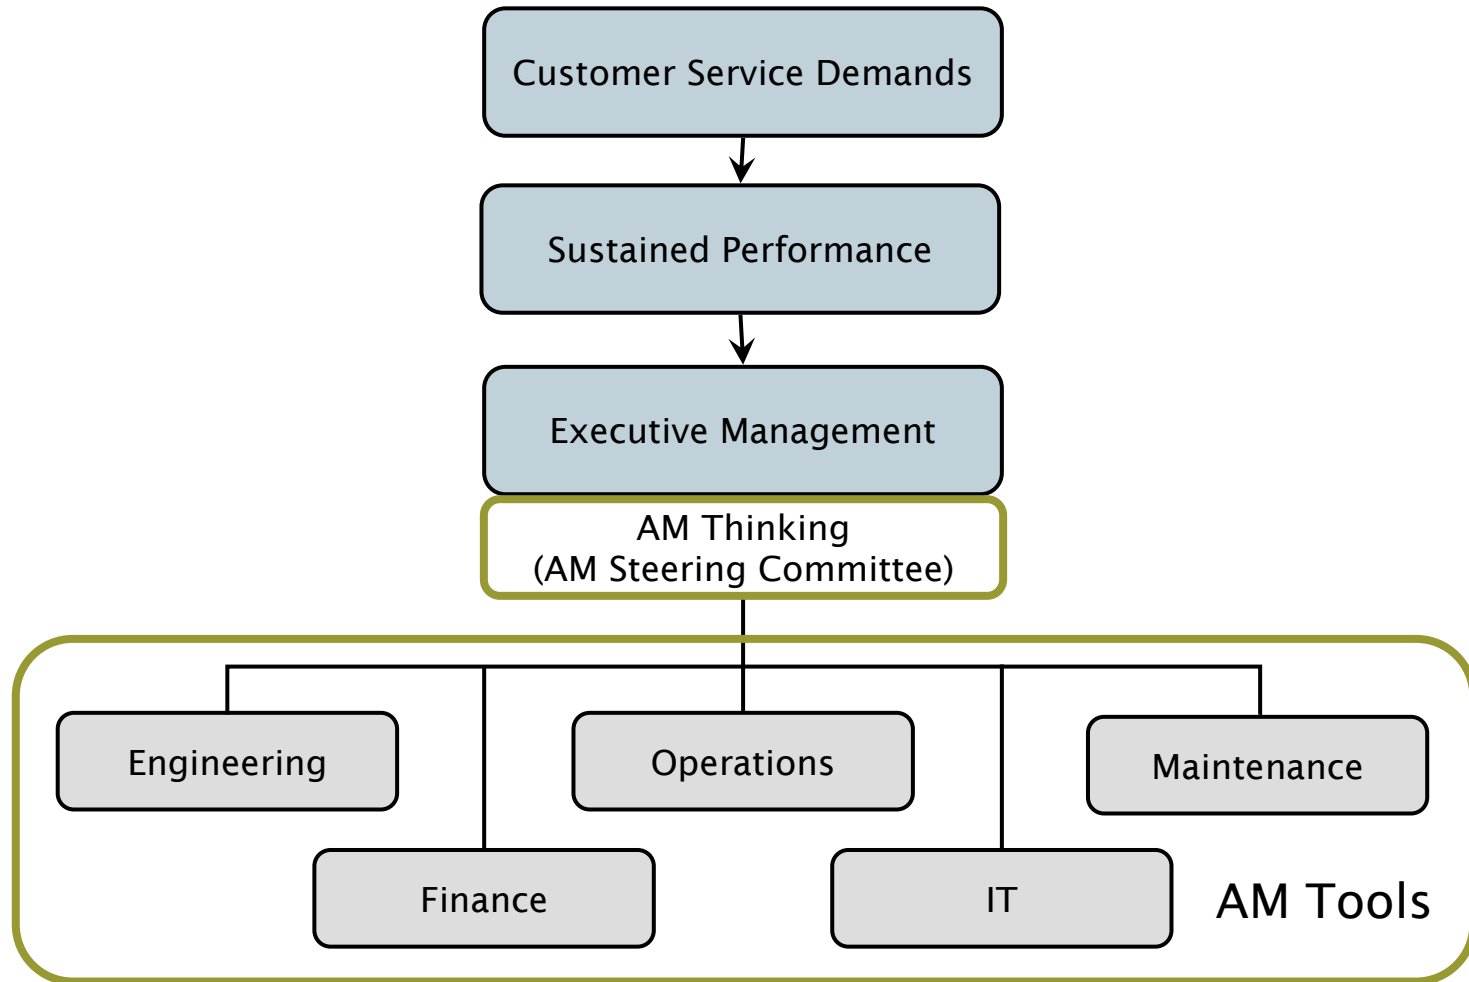 Customer Service Demands
Sustained Performance
Executive Management
AM Thinking
(AM Steering Committee)
Engineering
Operations
Maintenance
Finance
IT
AM Tools